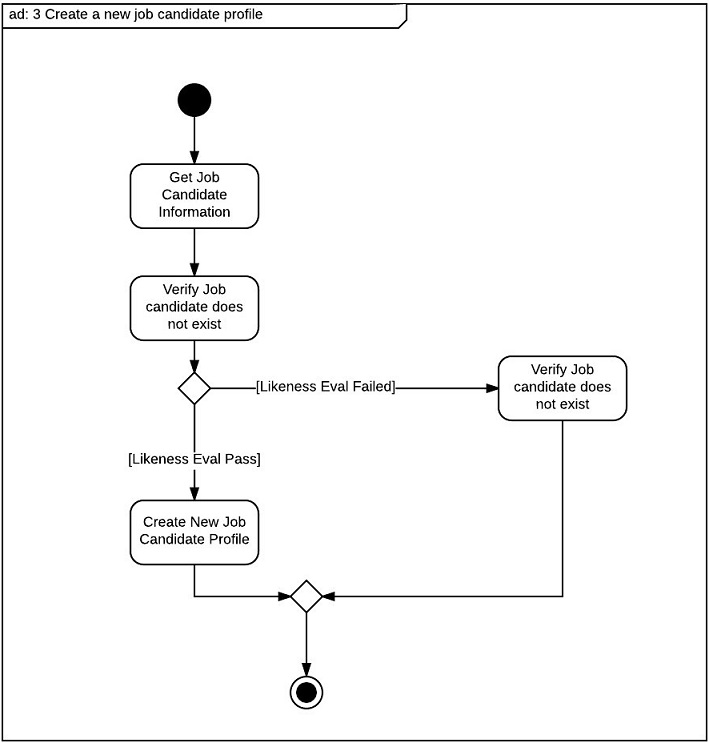 ad: 3 Create a new job candidate profile
Get Job
Candidate
Information
Verify Job
candidate does
not exist
[Likeness Eval Failed]
Verify Job
candidate does
not exist
[Likeness Eval Pass]
Create New Job
Candidate Profile